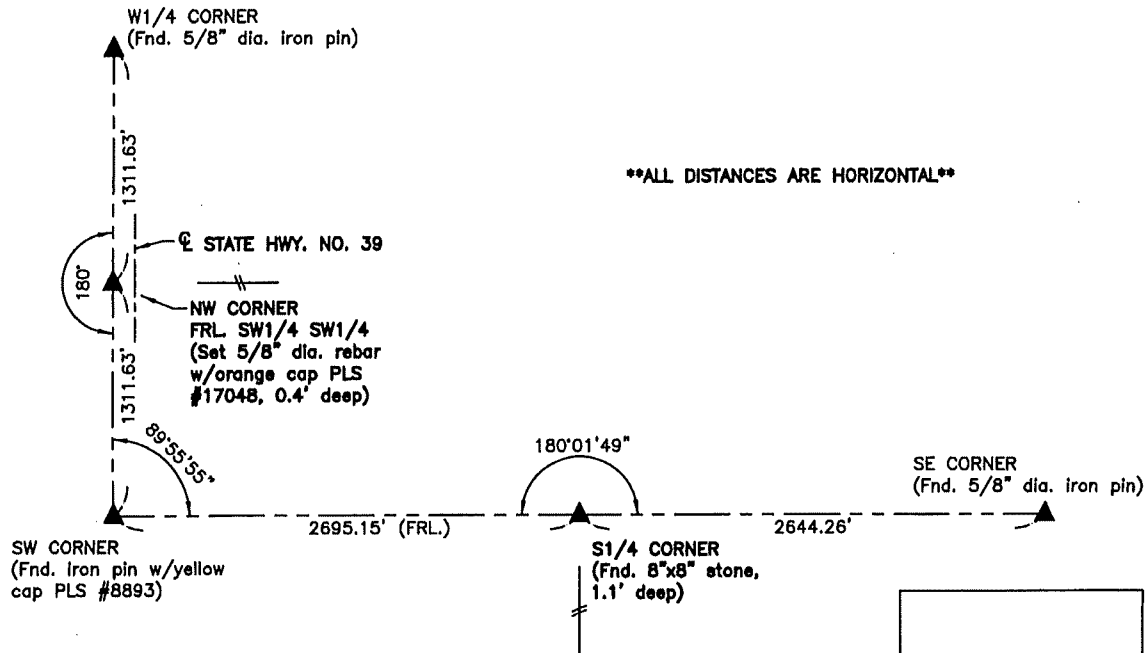 W1/4 CORNER
(Fnd. 5/8" dia. iron pin)
1311.63'
**ALL DISTANCES ARE HORIZONTAL**
℄ STATE HWY. NO. 39
180°
NW CORNER
FRL. SW1/4 SW1/4
(Set 5/8" dia. rebar
w/orange cap PLS
#17048, 0.4' deep)
1311.63'
89°55'55"
180°01'49"
SE CORNER
(Fnd. 5/8" dia. iron pin)
2695.15' (FRL.)
2644.26'
SW CORNER
(Fnd. iron pin w/yellow
cap PLS #8893)
S1/4 CORNER
(Fnd. 8"x8" stone,
1.1' deep)